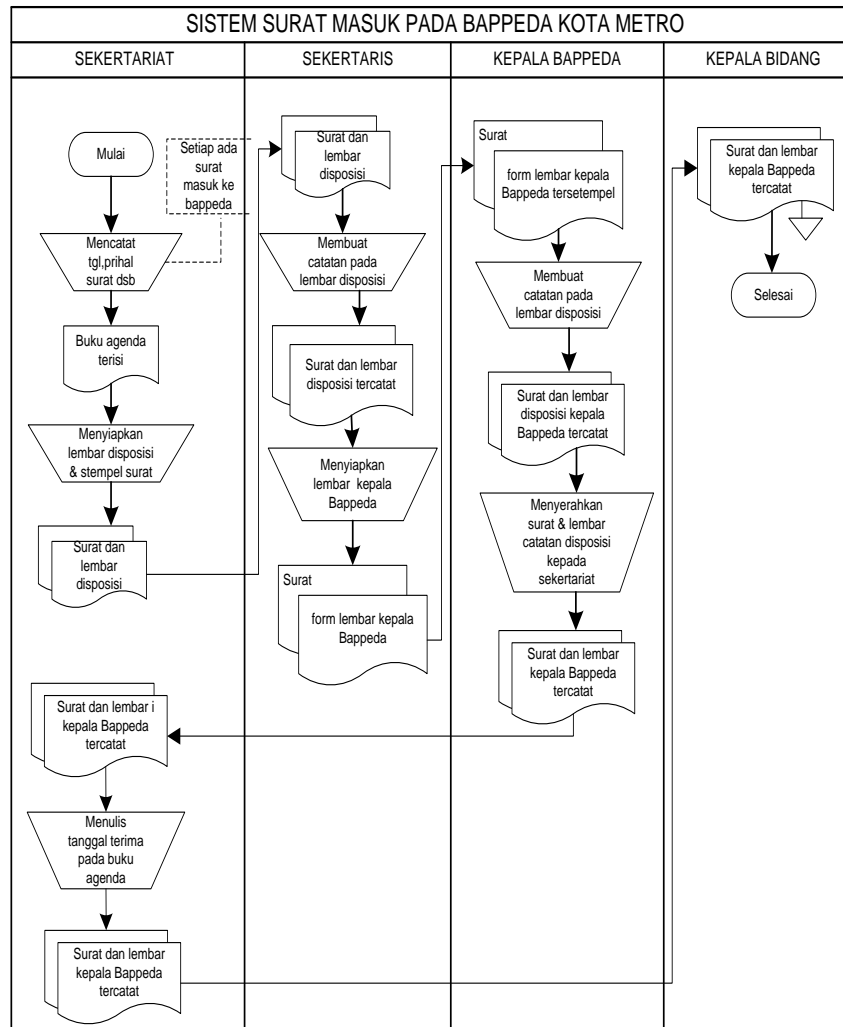 SISTEM SURAT MASUK PADA BAPPEDA KOTA METRO
SEKERTARIAT
SEKERTARIS
KEPALA BAPPEDA
KEPALA BIDANG
Mulai
Setiap ada
surat
masuk ke
bappeda
Mencatat
tgl,prihal
surat dsb
Buku agenda
terisi
Menyiapkan
lembar disposisi
& stempel surat
Surat dan
lembar
disposisi
Surat dan
lembar
disposisi
Membuat
catatan pada
lembar disposisi
Surat dan lembar
disposisi tercatat
Menyiapkan
lembar kepala
Bappeda
Surat
form lembar kepala
Bappeda
Surat
form lembar kepala
Bappeda tersetempel
Membuat
catatan pada
lembar disposisi
Surat dan lembar
disposisi kepala
Bappeda tercatat
Menyerahkan
surat & lembar
catatan disposisi
kepada
sekertariat
Surat dan lembar
kepala Bappeda
tercatat
Surat dan lembar i
kepala Bappeda
tercatat
Menulis
tanggal terima
pada buku
agenda
Surat dan lembar
kepala Bappeda
tercatat
Surat dan lembar
kepala Bappeda
tercatat
Selesai